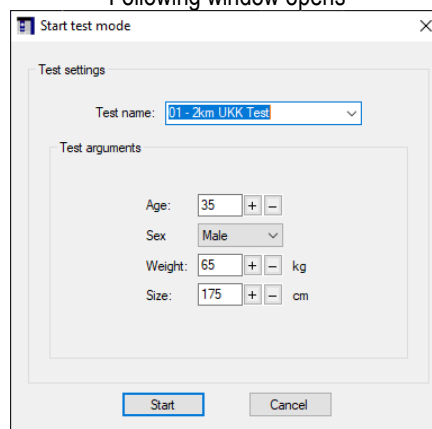 Following window opens
Start test mode
Test settings
Test name: 01 - 2km UKK Test
Test arguments
Age: 35 + -
Sex Male
Weight: 65 + - kg
Size: 175 + - cm
Start Cancel